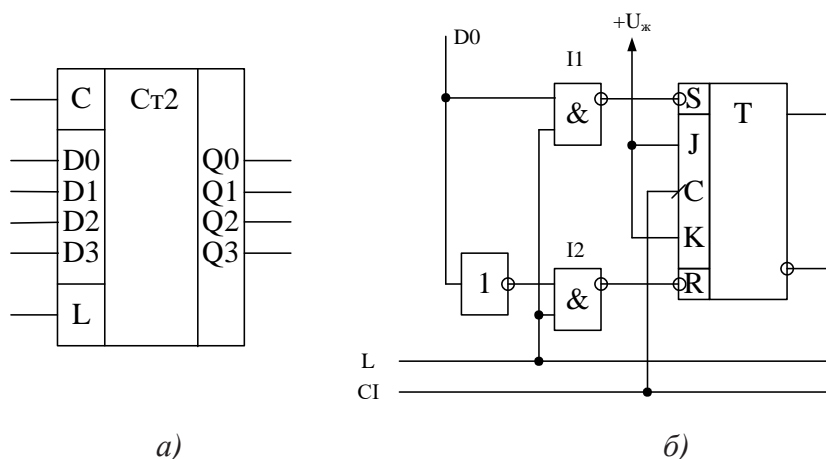 C Ст2
D0 Q0
D1 Q1
D2 Q2
D3 Q3
L
а)
D0
+Uж
I1
&
S T
J
C
K
I2
1
&
R
L
CI
б)